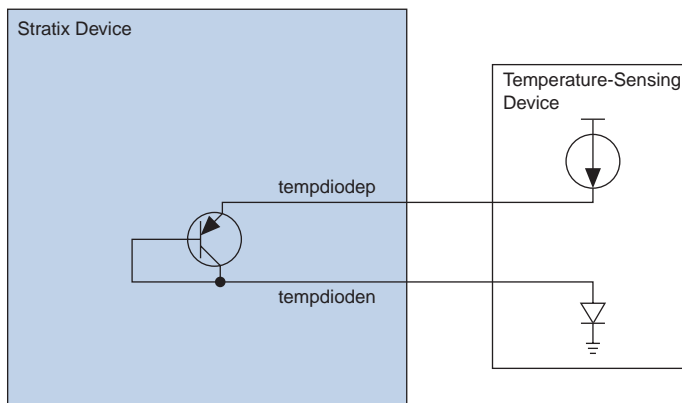 Stratix Device
Temperature-Sensing
Device
tempdiodep
tempdioden